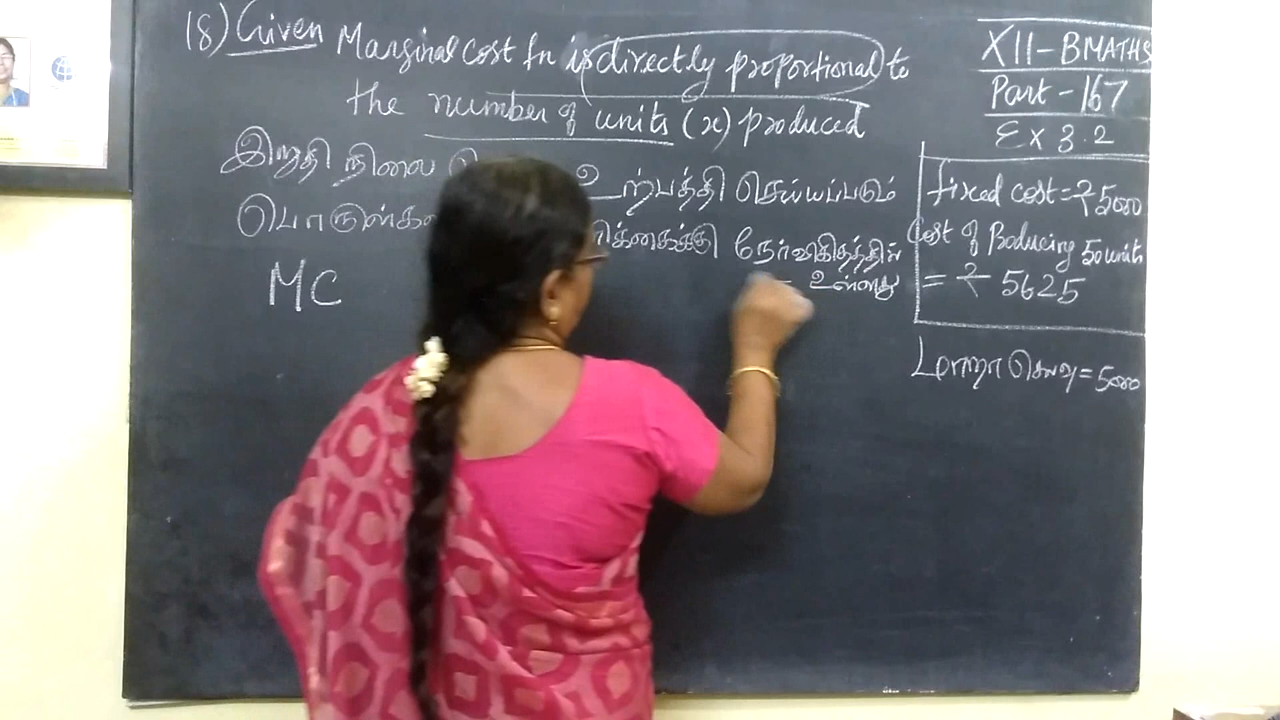 18) Given Marginal cost fn is directly proportional to
the number of units (x) produced
இறுதி நிலை உற்பத்தி செய்யப்படும்
நேர்விகிதத்தில்
உள்ளது
MC
XII-BMATHS
Part-167
Ex 3.2
fixed cost=₹5000
Cost of Producing 50 units
= ₹ 5625
மாறா செலவு=5000